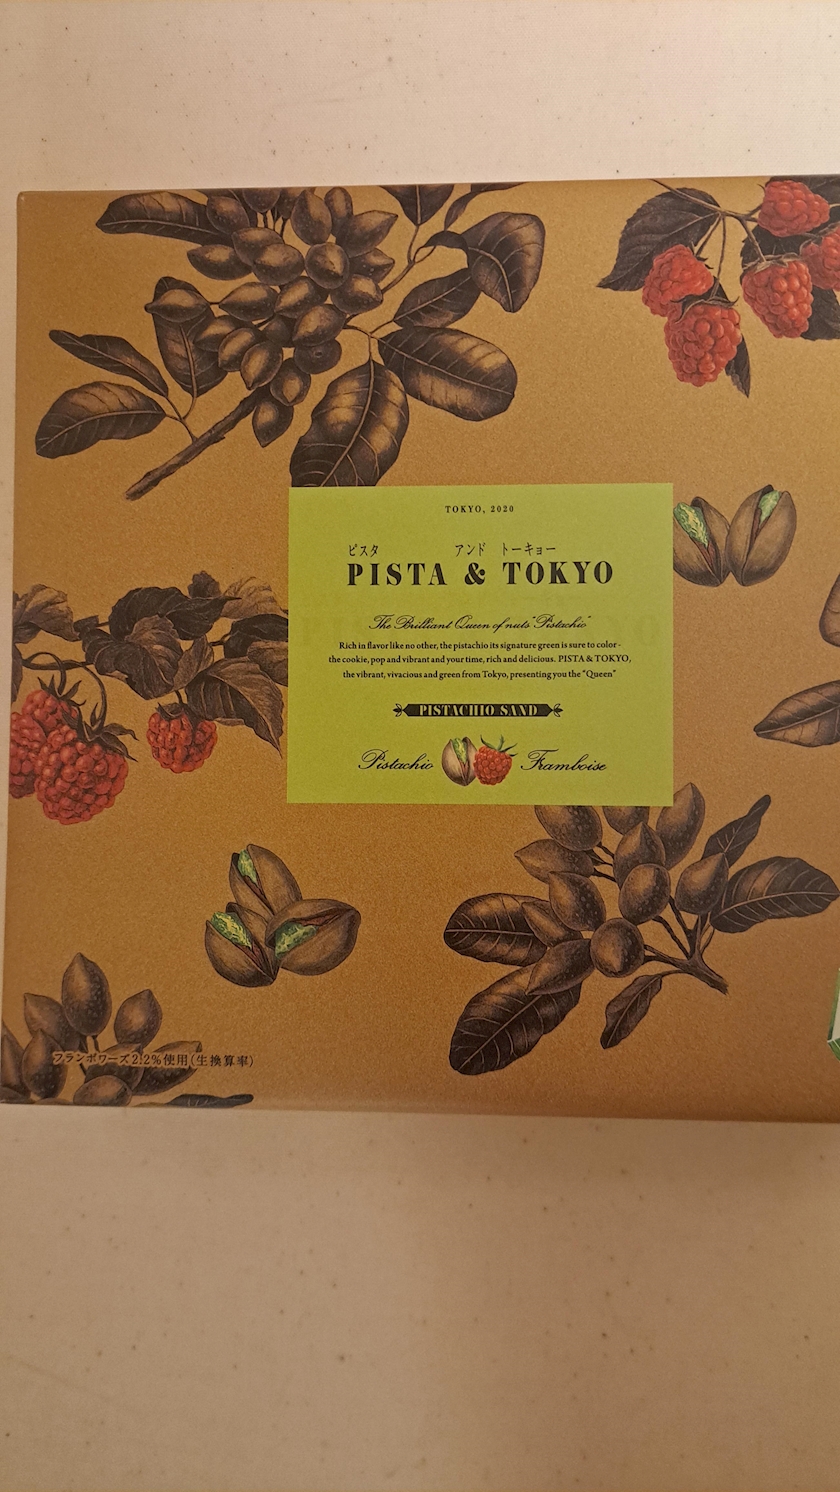 TOKYO, 2020
ピスタ アンド トーキョー
PISTA & TOKYO
The Brilliant Queen of nuts "Pistachio"
Rich in flavor like no other, the pistachio its signature green is sure to color -
the cookie, pop and vibrant and your time, rich and delicious. PISTA & TOKYO,
the vibrant, vivacious and green from Tokyo, presenting you the "Queen"
PISTACHIO SAND
Pistachio Framboise
フランボワーズ2.2%使用(生換算率)